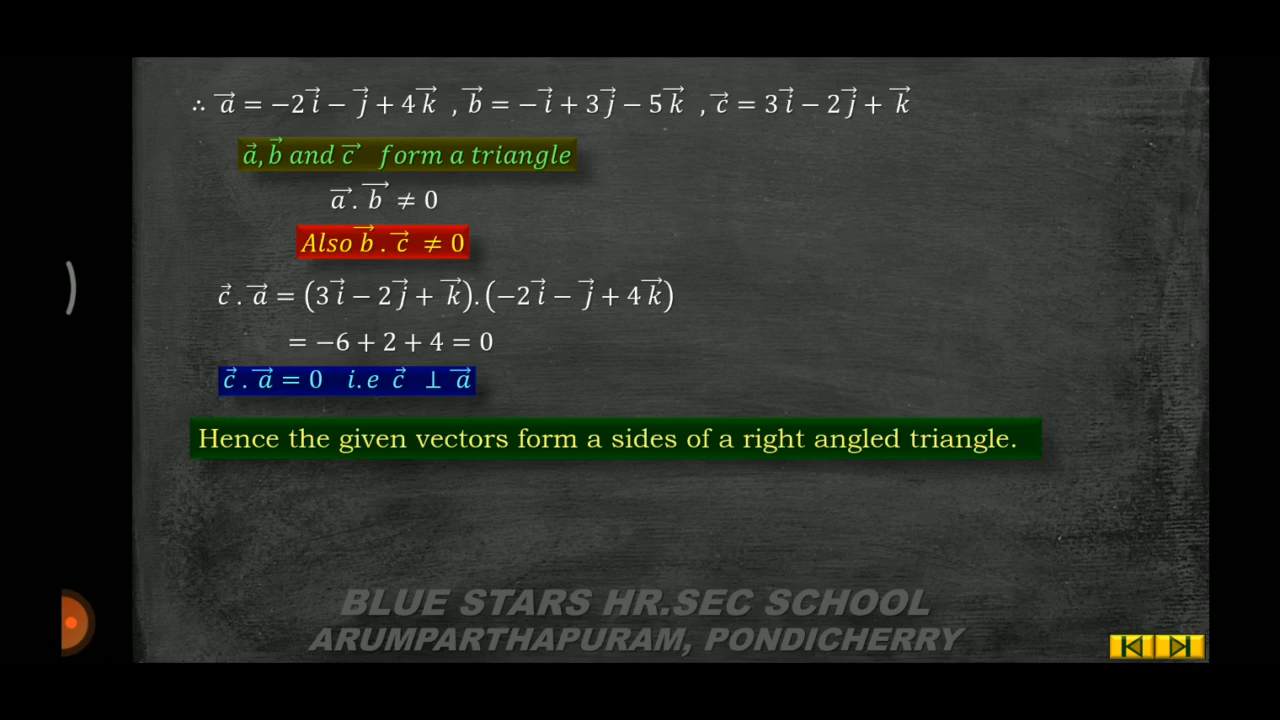 ∴ a⃗ = −2i⃗ − j⃗ + 4k⃗ , b⃗ = −i⃗ + 3j⃗ − 5k⃗ , c⃗ = 3i⃗ − 2j⃗ + k⃗
a⃗, b⃗ and c⃗ form a triangle
a⃗ . b⃗ ≠ 0
Also b⃗ . c⃗ ≠ 0
c⃗ . a⃗ = (3i⃗ − 2j⃗ + k⃗). (−2i⃗ − j⃗ + 4k⃗)
= −6 + 2 + 4 = 0
c⃗ . a⃗ = 0 i.e c⃗ ⊥ a⃗
Hence the given vectors form a sides of a right angled triangle.
BLUE STARS HR.SEC SCHOOL
ARUMPARTHAPURAM, PONDICHERRY